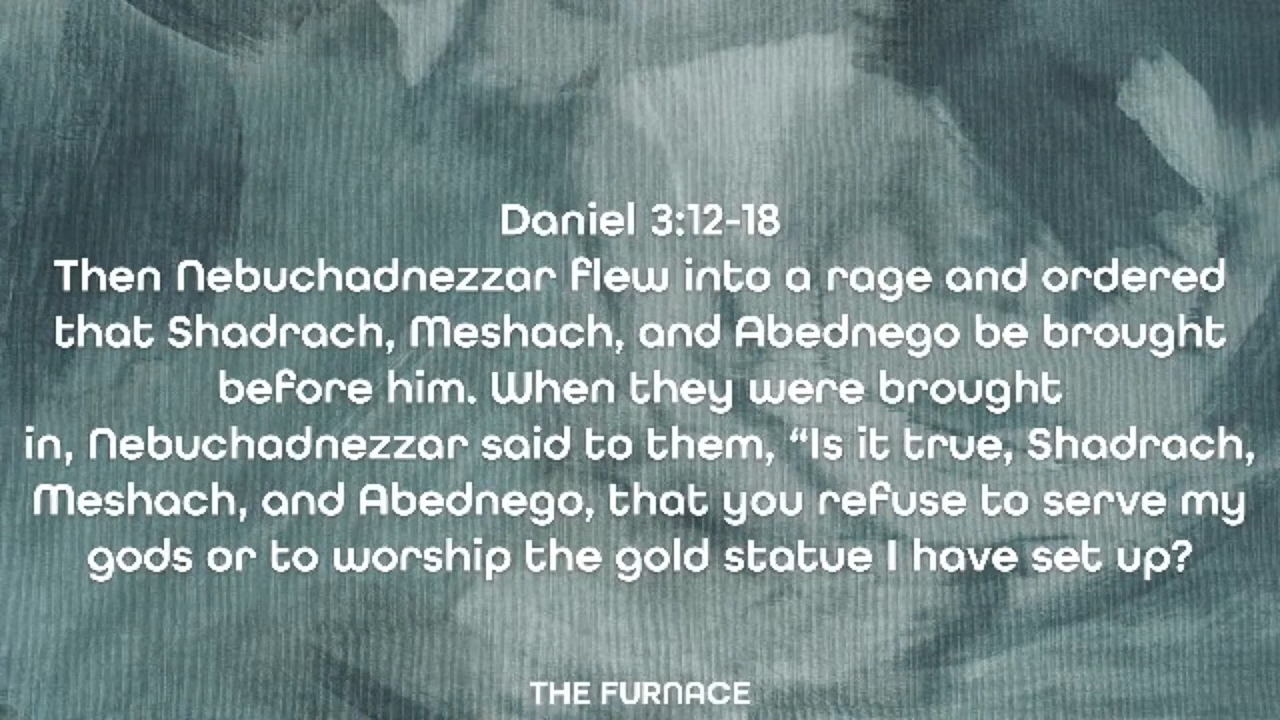 Daniel 3:12-18
Then Nebuchadnezzar flew into a rage and ordered
that Shadrach, Meshach, and Abednego be brought
before him. When they were brought
in, Nebuchadnezzar said to them, “Is it true, Shadrach,
Meshach, and Abednego, that you refuse to serve my
gods or to worship the gold statue I have set up?
THE FURNACE